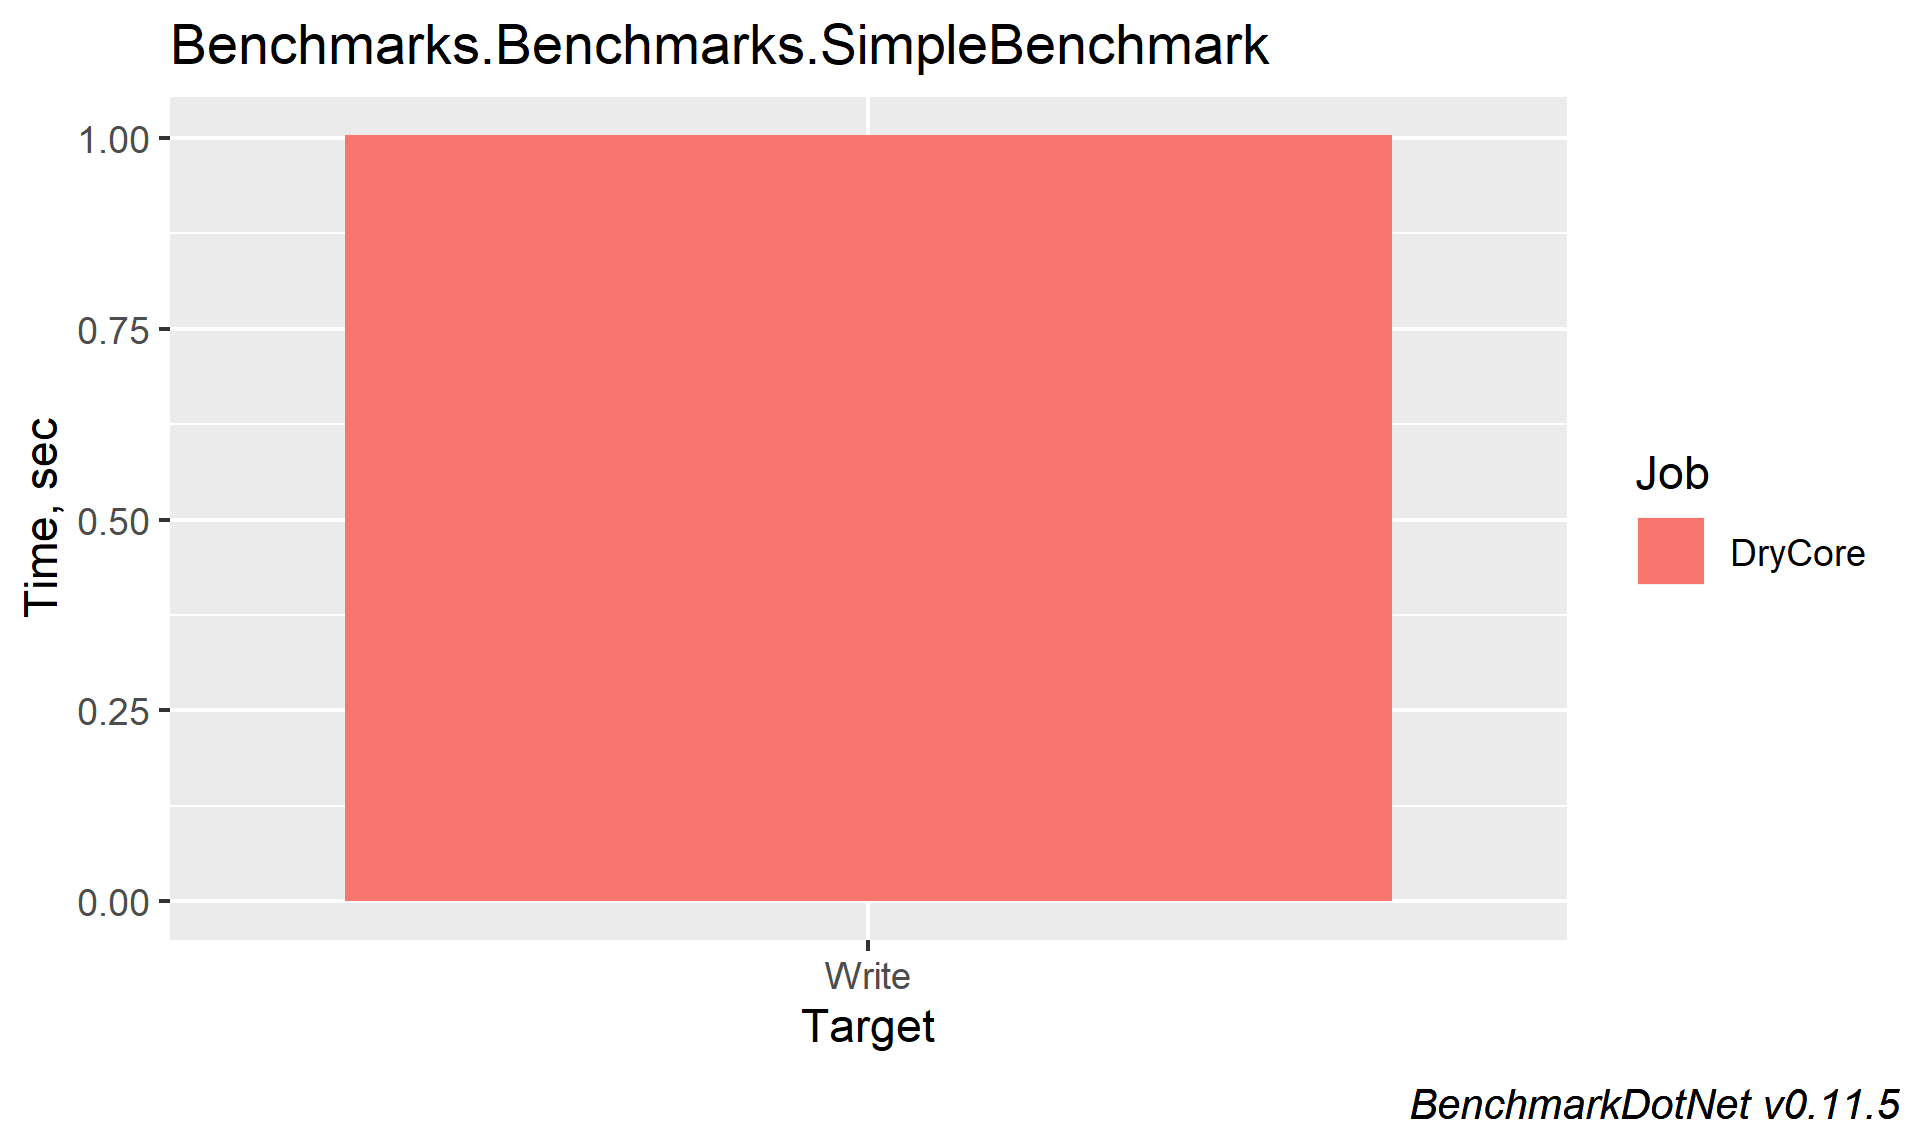 Benchmarks.Benchmarks.SimpleBenchmark
1.00
0.75
0.50
0.25
0.00
Time, sec
Write
Target
Job
DryCore
BenchmarkDotNet v0.11.5